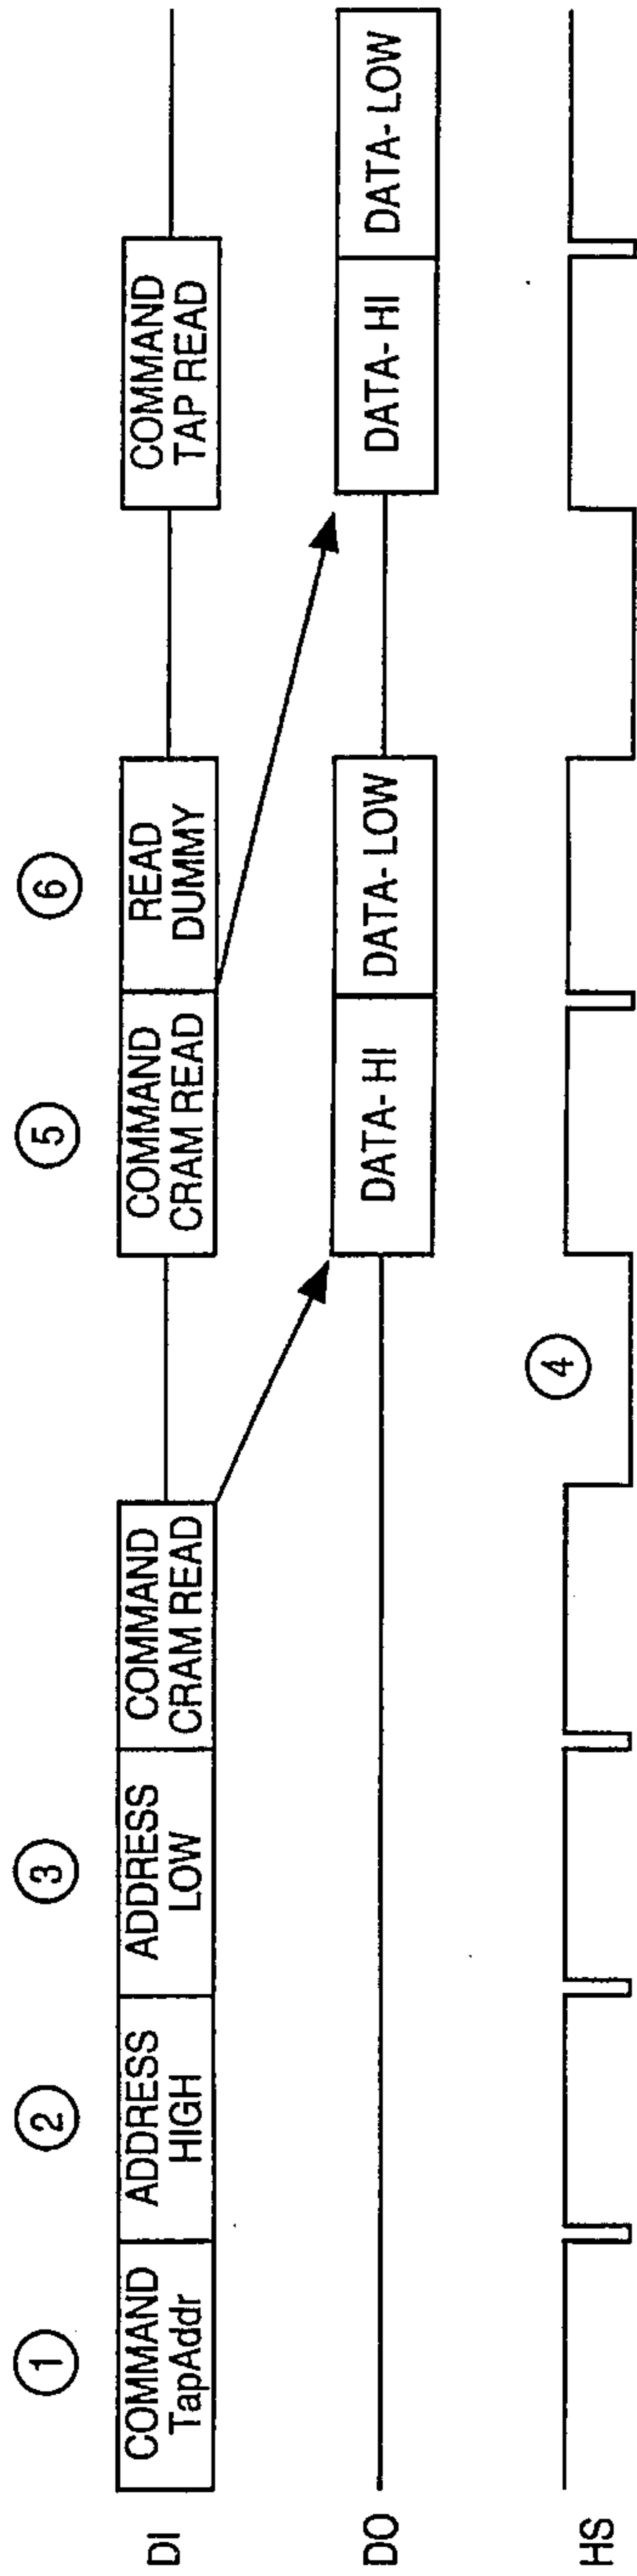 1
2
3
5
6
DI
COMMAND
TapAddr
ADDRESS
HIGH
ADDRESS
LOW
COMMAND
CRAM READ
COMMAND
CRAM READ
READ
DUMMY
COMMAND
TAP READ
DO
DATA- HI
DATA- LOW
DATA- HI
DATA- LOW
4
HS